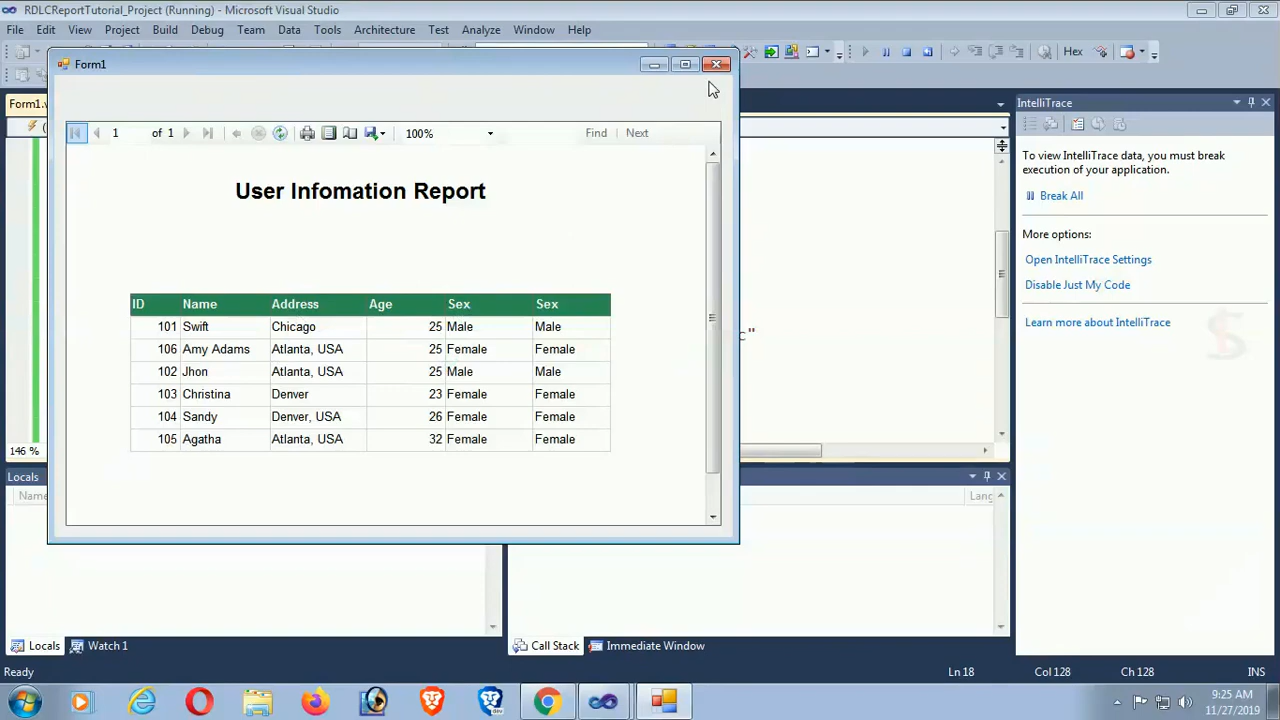 RDLCReportTutorial_Project (Running) - Microsoft Visual Studio
File Edit View Project Build Debug Team Data Tools Architecture Test Analyze Window Help
Hex
Form1
Form1.v
IntelliTrace
1 of 1 100% Find Next
To view IntelliTrace data, you must break
execution of your application.
Break All
User Infomation Report
More options:
Open IntelliTrace Settings
Disable Just My Code
Learn more about IntelliTrace
ID Name Address Age Sex Sex
101 Swift Chicago 25 Male Male
106 Amy Adams Atlanta, USA 25 Female Female
102 Jhon Atlanta, USA 25 Male Male
103 Christina Denver 23 Female Female
104 Sandy Denver, USA 26 Female Female
105 Agatha Atlanta, USA 32 Female Female
c"
146 %
Locals
Name
Lang
Locals Watch 1 Call Stack Immediate Window
Ready Ln 18 Col 128 Ch 128 INS
9:25 AM
11/27/2019